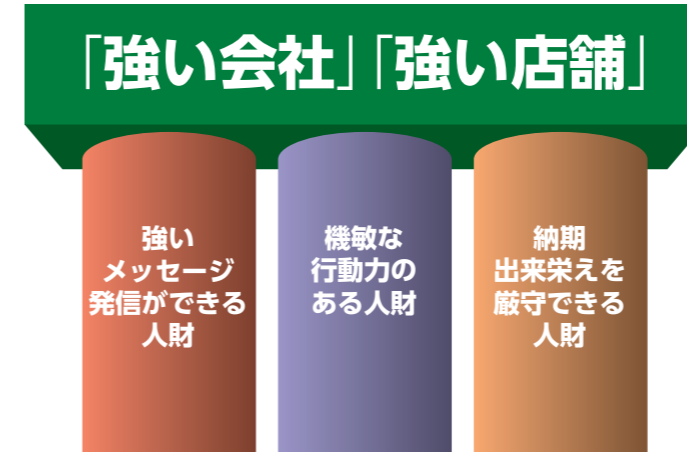 「強い会社」「強い店舗」
強い
メッセージ
発信ができる
人財
機敏な
行動力の
ある人財
納期
出来栄えを
厳守できる
人財